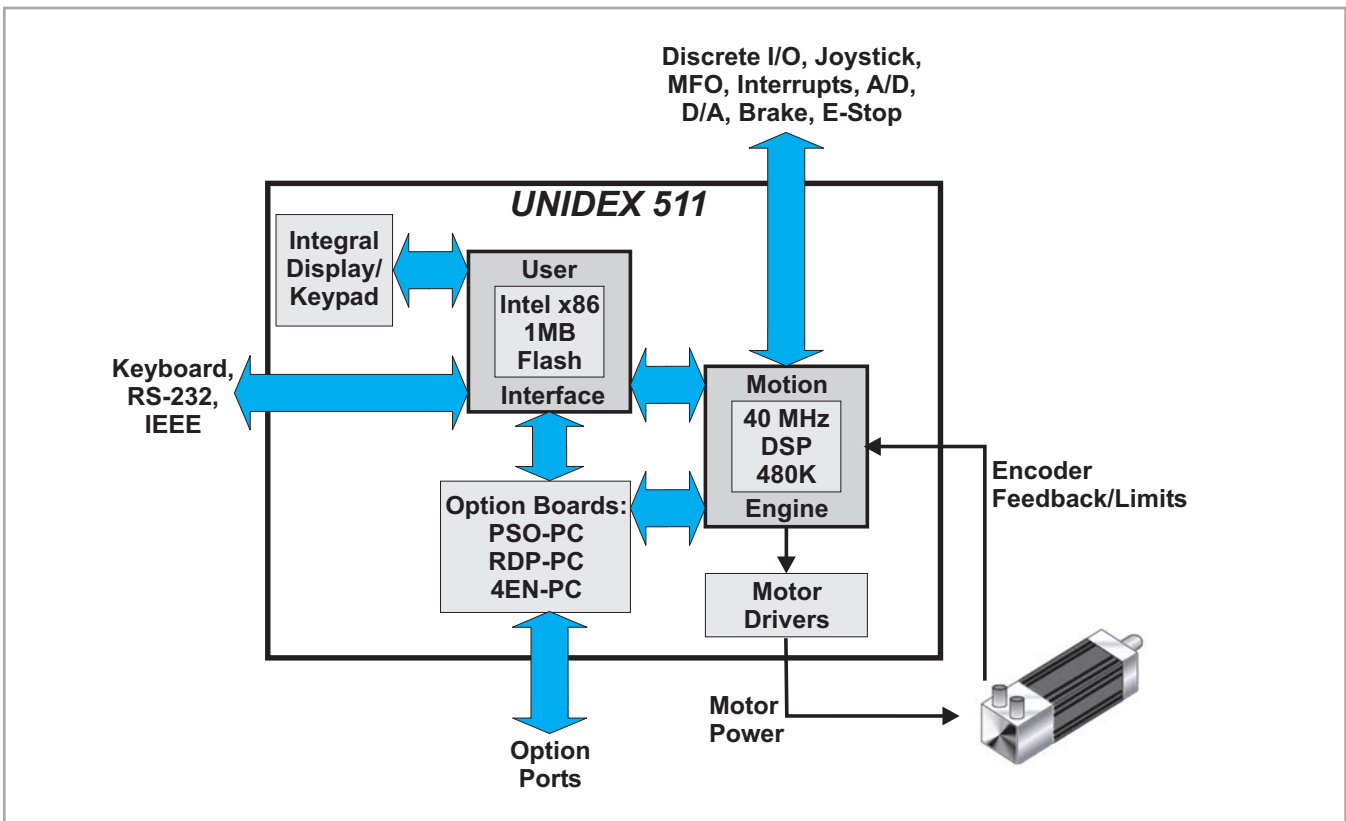 Discrete I/O, Joystick,
MFO, Interrupts, A/D,
D/A, Brake, E-Stop
UNIDEX 511
Integral
Display/
Keypad
User
Intel x86
1MB
Flash
Interface
Keyboard,
RS-232,
IEEE
Motion
40 MHz
DSP
480K
Engine
Encoder
Feedback/Limits
Option Boards:
PSO-PC
RDP-PC
4EN-PC
Motor
Drivers
Motor
Power
Option
Ports